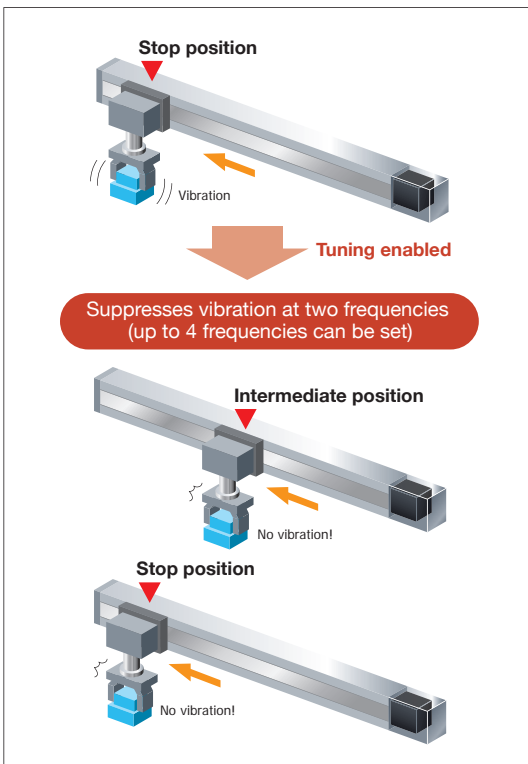 Stop position
Vibration
Tuning enabled
Suppresses vibration at two frequencies
(up to 4 frequencies can be set)
Intermediate position
No vibration!
Stop position
No vibration!